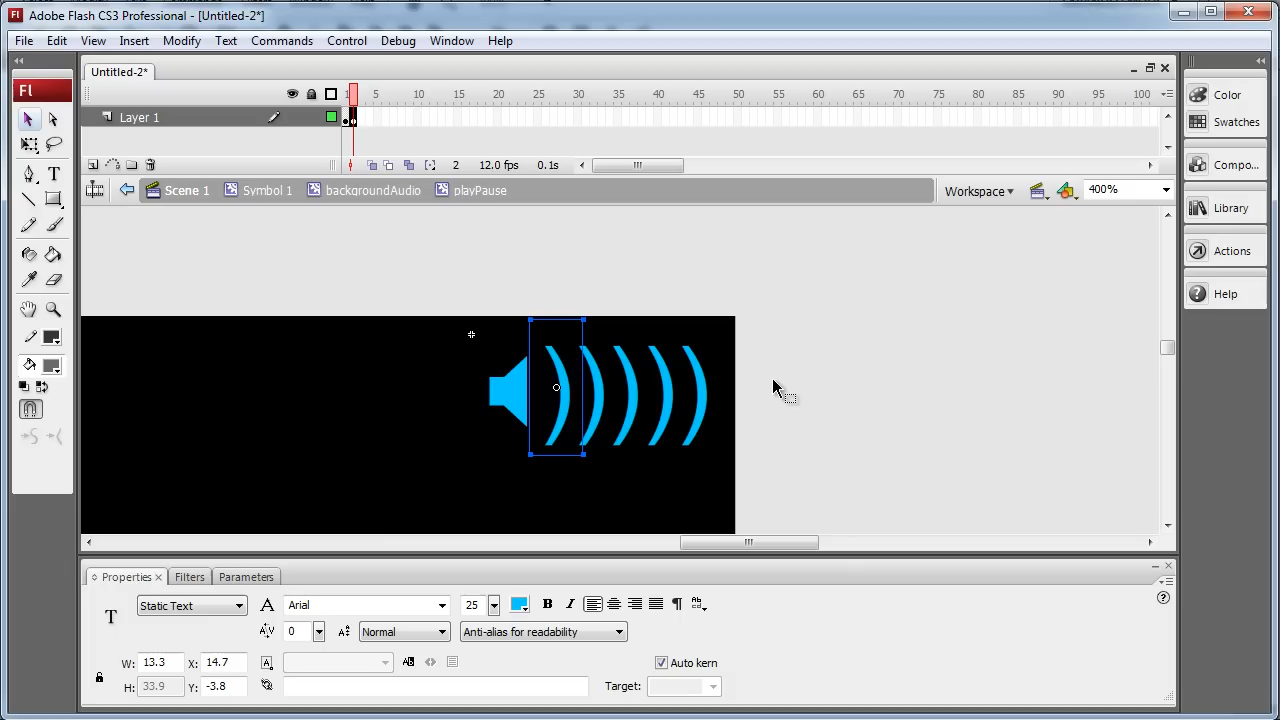 Fl Adobe Flash CS3 Professional - [Untitled-2*]
File Edit View Insert Modify Text Commands Control Debug Window Help
Untitled-2*
Fl
1 5 10 15 20 25 30 35 40 45 50 55 60 65 70 75 80 85 90 95 100
Layer 1
2 12.0 fps 0.1s
Scene 1 Symbol 1 backgroundAudio playPause Workspace 400%
Color
Swatches
Compo...
Library
Actions
Help
) ) ) ) )
Properties Filters Parameters
T Static Text A Arial 25 B I
0 Normal Anti-alias for readability
W: 13.3 X: 14.7 Auto kern
H: 33.9 Y: -3.8 Target: